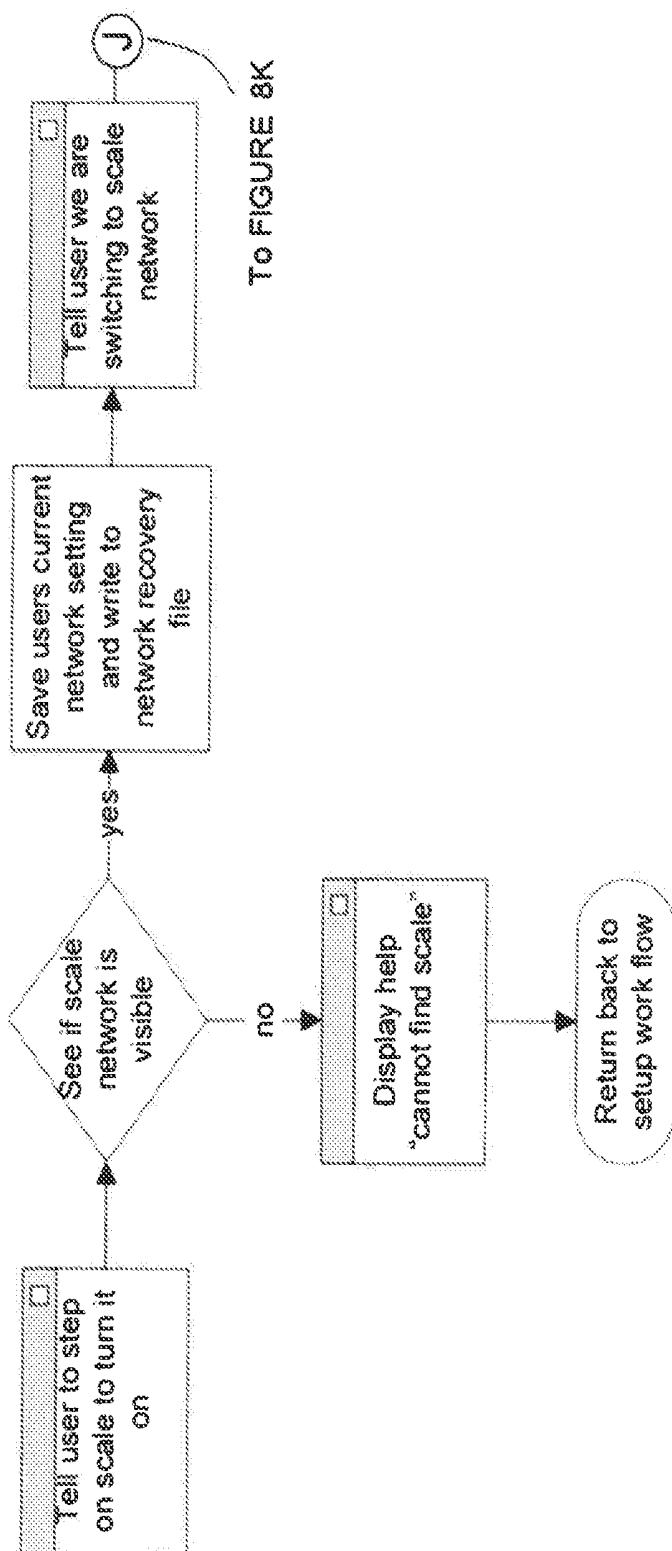 Tell user to step
on scale to turn it
on
See if scale
network is
visible
yes
Save users current
network setting
and write to
network recovery
file
Tell user we are
switching to scale
network
J
To FIGURE 8K
no
Display help
"cannot find scale"
Return back to
setup work flow